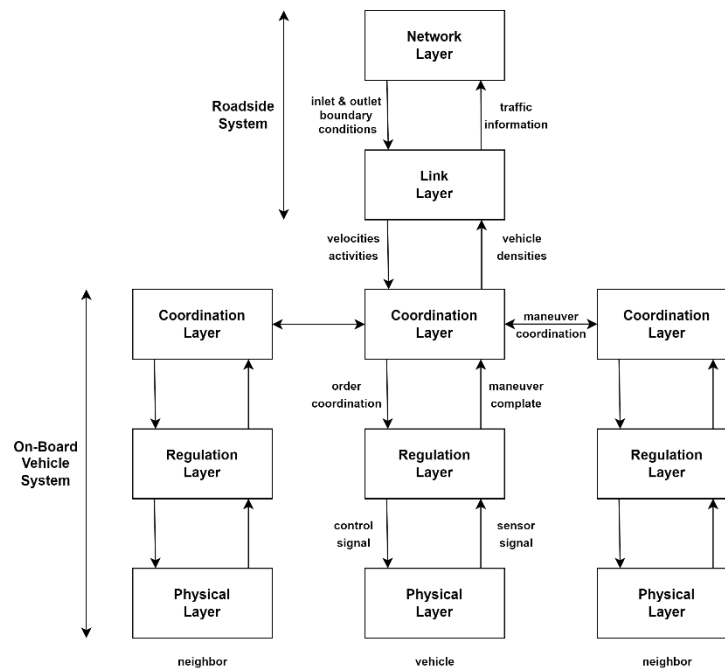 Network
Layer
Roadside
System
inlet & outlet
boundary
conditions
traffic
information
Link
Layer
velocities
activities
vehicle
densities
Coordination
Layer
Coordination
Layer
maneuver
coordination
Coordination
Layer
order
coordination
maneuver
complate
On-Board
Vehicle
System
Regulation
Layer
Regulation
Layer
Regulation
Layer
control
signal
sensor
signal
Physical
Layer
Physical
Layer
Physical
Layer
neighbor
vehicle
neighbor